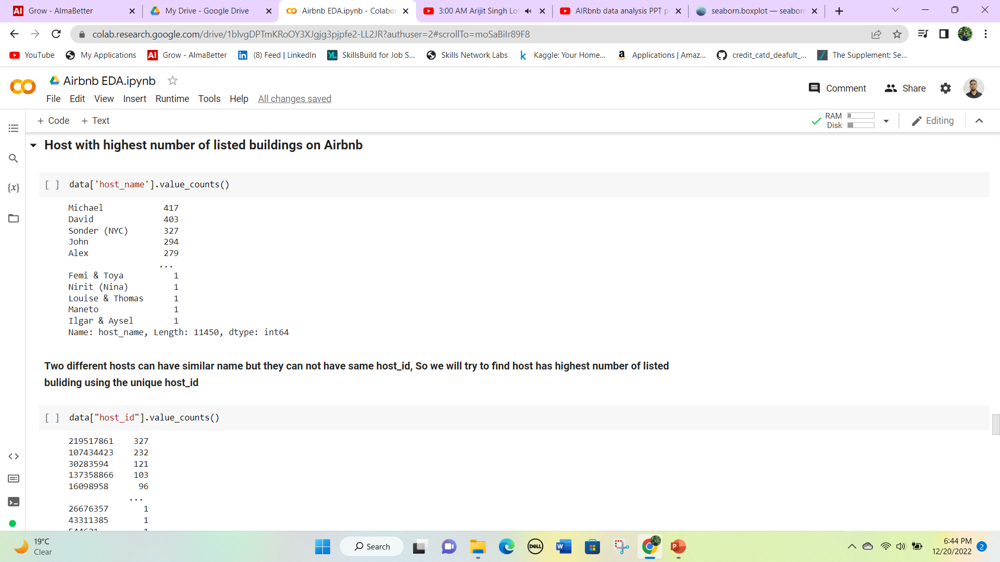 Grow - AlmaBetter
My Drive - Google Drive
Airbnb EDA.ipynb - Colabor
3:00 AM Arijit Singh Lof
AIRbnb data analysis PPT p
seaborn.boxplot — seaborn
colab.research.google.com/drive/1blvgDPTmKRoOY3XJgjg3pjpfe2-LL2JR?authuser=2#scrollTo=moSaBiIr89F8
YouTube
My Applications
AI Grow - AlmaBetter
(8) Feed | LinkedIn
SkillsBuild for Job S...
Skills Network Labs
Kaggle: Your Home...
Applications | Amaz...
credit_catd_deafult_...
The Supplement: Se...
Airbnb EDA.ipynb
Comment
Share
File Edit View Insert Runtime Tools Help All changes saved
+ Code + Text
RAM
Disk
Editing
Host with highest number of listed buildings on Airbnb
[ ] data['host_name'].value_counts()
Michael 417
David 403
Sonder (NYC) 327
John 294
Alex 279
...
Femi & Toya 1
Nirit (Nina) 1
Louise & Thomas 1
Maneto 1
Ilgar & Aysel 1
Name: host_name, Length: 11450, dtype: int64
Two different hosts can have similar name but they can not have same host_id, So we will try to find host has highest number of listed
buliding using the unique host_id
[ ] data["host_id"].value_counts()
219517861 327
107434423 232
30283594 121
137358866 103
16098958 96
...
26676357 1
43311385 1
19°C
Clear
Search
DELL
6:44 PM
12/20/2022
2